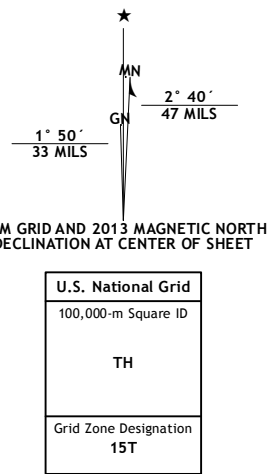 ★
MN
2° 40´
47 MILS
GN
1° 50´
33 MILS
M GRID AND 2013 MAGNETIC NORTH
DECLINATION AT CENTER OF SHEET
U.S. National Grid
100,000-m Square ID
TH
Grid Zone Designation
15T